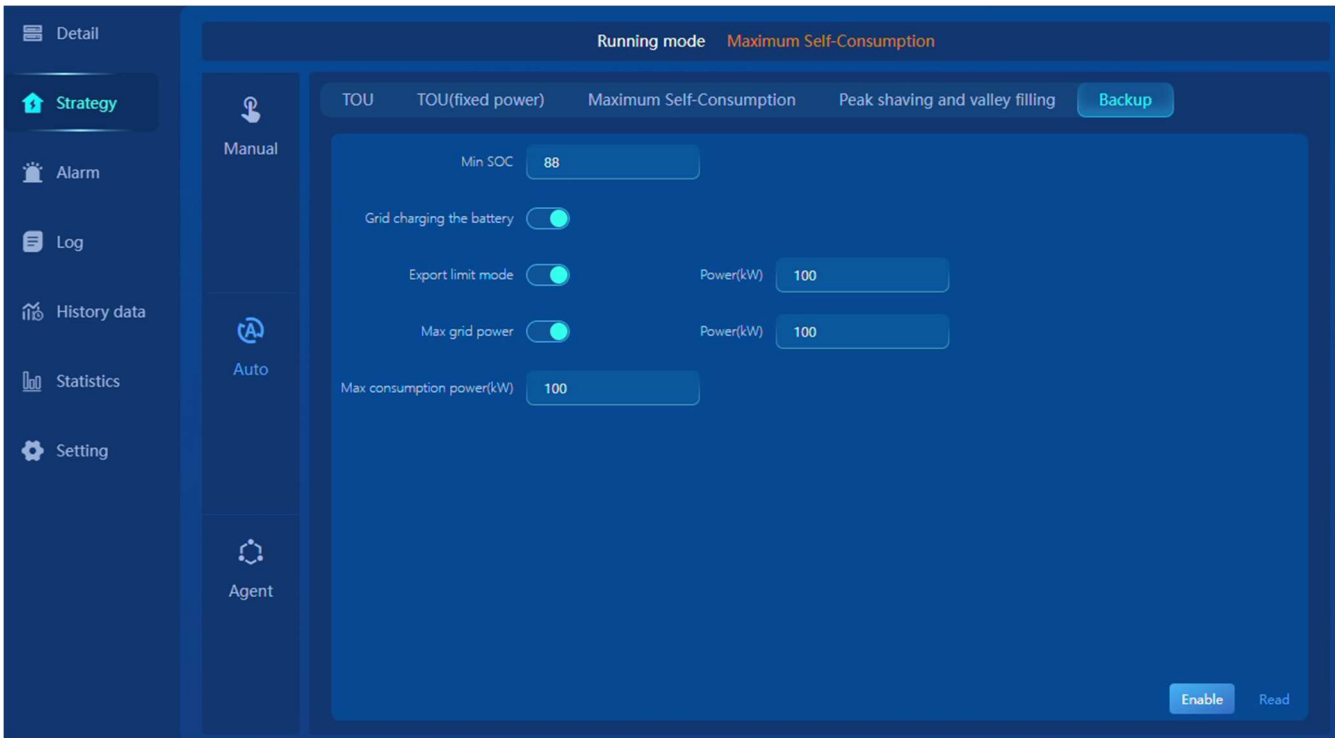 Detail
Strategy
Alarm
Log
History data
Statistics
Setting
Running mode Maximum Self-Consumption
Manual
Auto
Agent
TOU TOU(fixed power) Maximum Self-Consumption Peak shaving and valley filling Backup
Min SOC 88
Grid charging the battery
Export limit mode Power(kW) 100
Max grid power Power(kW) 100
Max consumption power(kW) 100
Enable Read